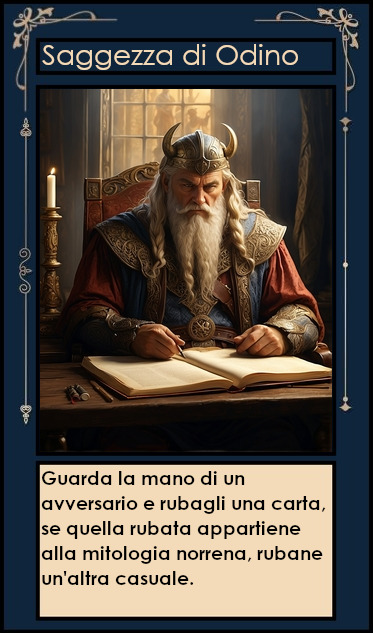 Saggezza di Odino
Guarda la mano di un
avversario e rubagli una carta,
se quella rubata appartiene
alla mitologia norrena, rubane
un'altra casuale.